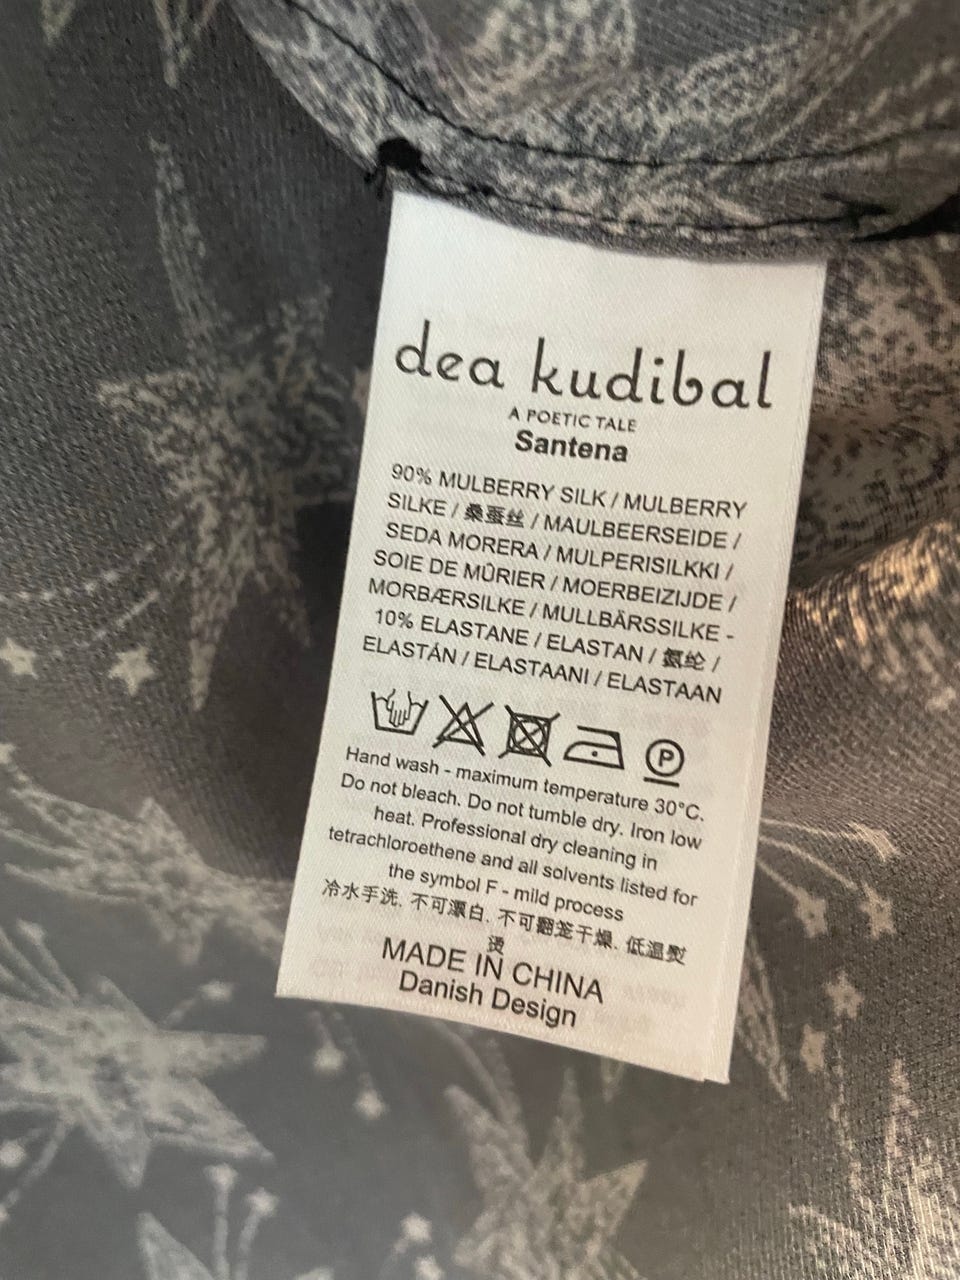 dea kudibal
A POETIC TALE
Santena
90% MULBERRY SILK / MULBERRY
SILKE / 桑蚕丝 / MAULBEERSEIDE /
SEDA MORERA / MULPERISILKKI /
SOIE DE MÛRIER / MOERBEIZIJDE /
MORBÆRSILKE / MULLBÄRSSILKE -
10% ELASTANE / ELASTAN / 氨纶 /
ELASTÁN / ELASTAANI / ELASTAAN
P
Hand wash - maximum temperature 30°C.
Do not bleach. Do not tumble dry. Iron low
heat. Professional dry cleaning in
tetrachloroethene and all solvents listed for
the symbol F - mild process
冷水手洗. 不可漂白. 不可翻笼干燥. 低温熨
烫
MADE IN CHINA
Danish Design